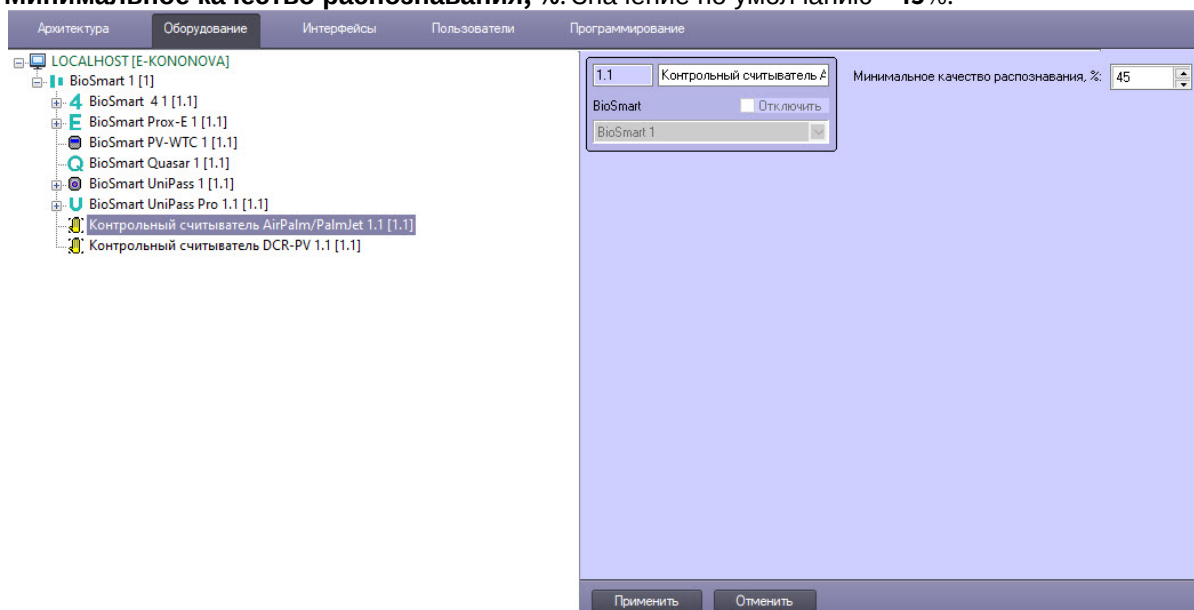 Минимальное качество распознавания, %. Значение по умолчанию – 45%.
Архитектура Оборудование Интерфейсы Пользователи Программирование
LOCALHOST [E-KONONOVA]
BioSmart 1 [1]
BioSmart 4 1 [1.1]
BioSmart Prox-E 1 [1.1]
BioSmart PV-WTC 1 [1.1]
BioSmart Quasar 1 [1.1]
BioSmart UniPass 1 [1.1]
BioSmart UniPass Pro 1.1 [1.1]
Контрольный считыватель AirPalm/PalmJet 1.1 [1.1]
Контрольный считыватель DCR-PV 1.1 [1.1]
1.1 Контрольный считыватель A Минимальное качество распознавания, %: 45
BioSmart Отключить
BioSmart 1
Применить Отменить